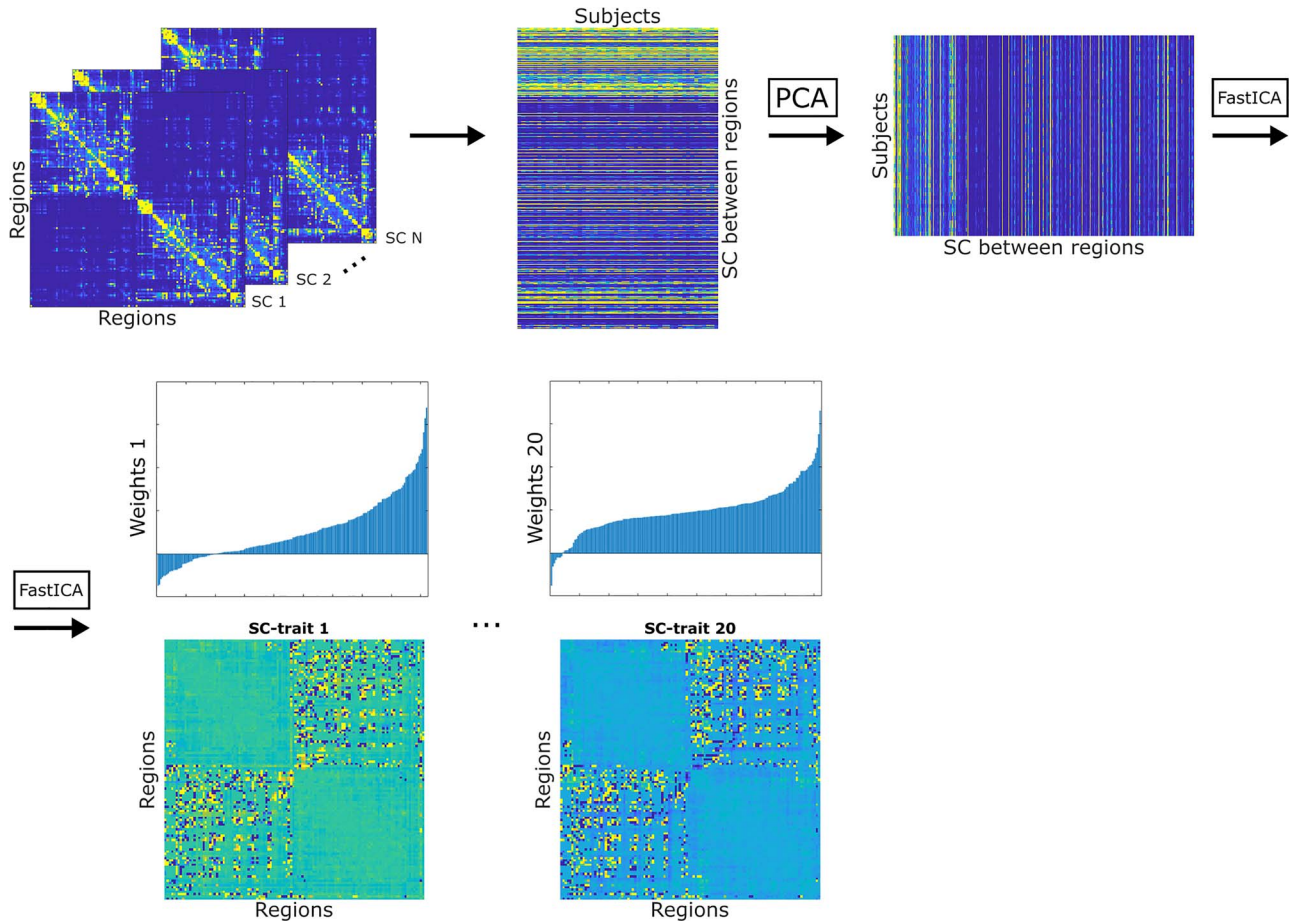 Regions
Regions
SC 1
SC 2
...
SC N
Subjects
SC between regions
PCA
Subjects
SC between regions
FastICA
FastICA
Weights 1
SC-trait 1
Regions
Regions
...
Weights 20
SC-trait 20
Regions
Regions